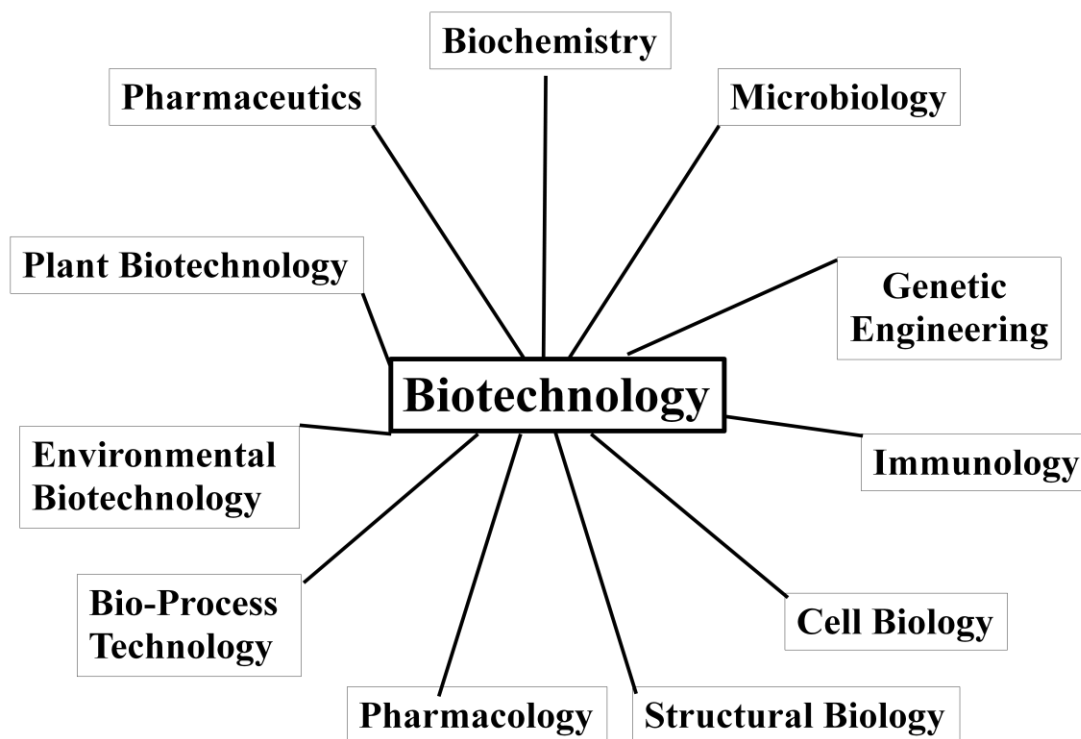 Biochemistry
Pharmaceutics
Microbiology
Plant Biotechnology
Genetic
Engineering
Biotechnology
Environmental
Biotechnology
Immunology
Bio-Process
Technology
Cell Biology
Pharmacology
Structural Biology